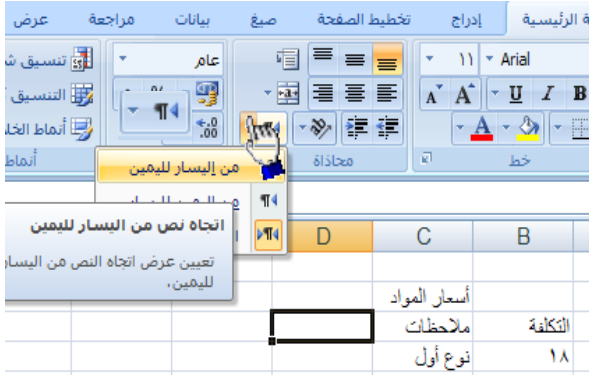 الرئيسية إدراج تخطيط الصفحة صيغ بيانات مراجعة عرض
Arial ١١ عام
تنسيق
B I U A A التنسيق
A أنماط
خط محاذاة أنماط
من اليسار لليمين
اتجاه نص من اليسار لليمين
تعيين عرض اتجاه النص من اليسار
لليمين.
B C D
أسعار المواد
التكلفة ملاحظات
١٨ نوع أول